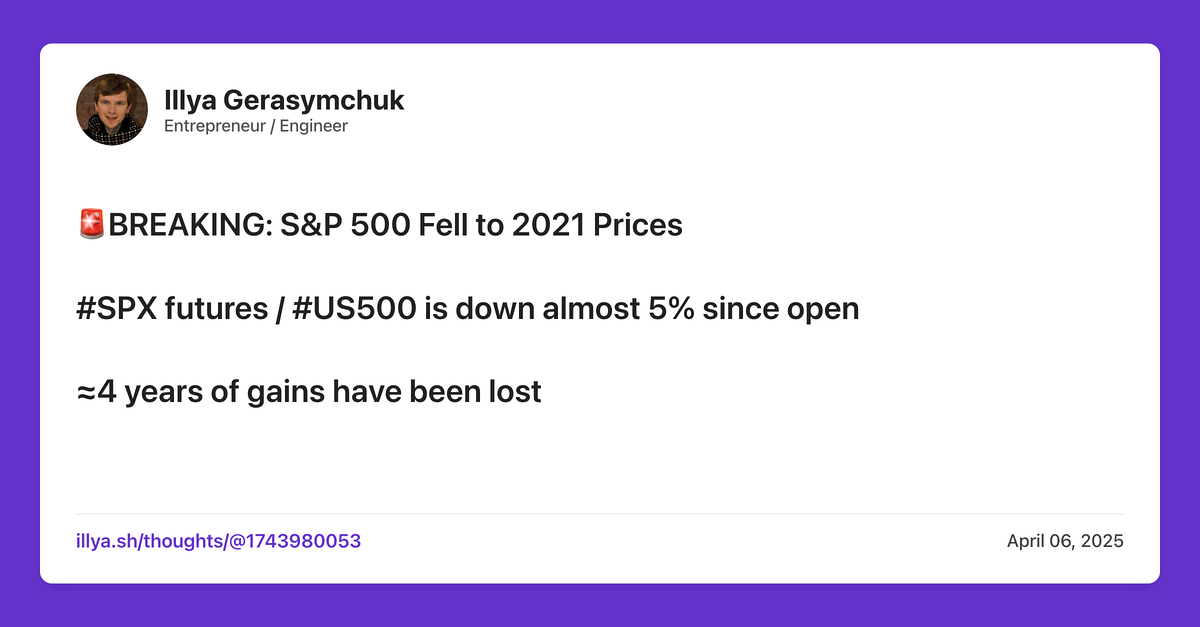 Illya Gerasymchuk
Entrepreneur / Engineer
🚨BREAKING: S&P 500 Fell to 2021 Prices
#SPX futures / #US500 is down almost 5% since open
≈4 years of gains have been lost
illya.sh/thoughts/@1743980053
April 06, 2025